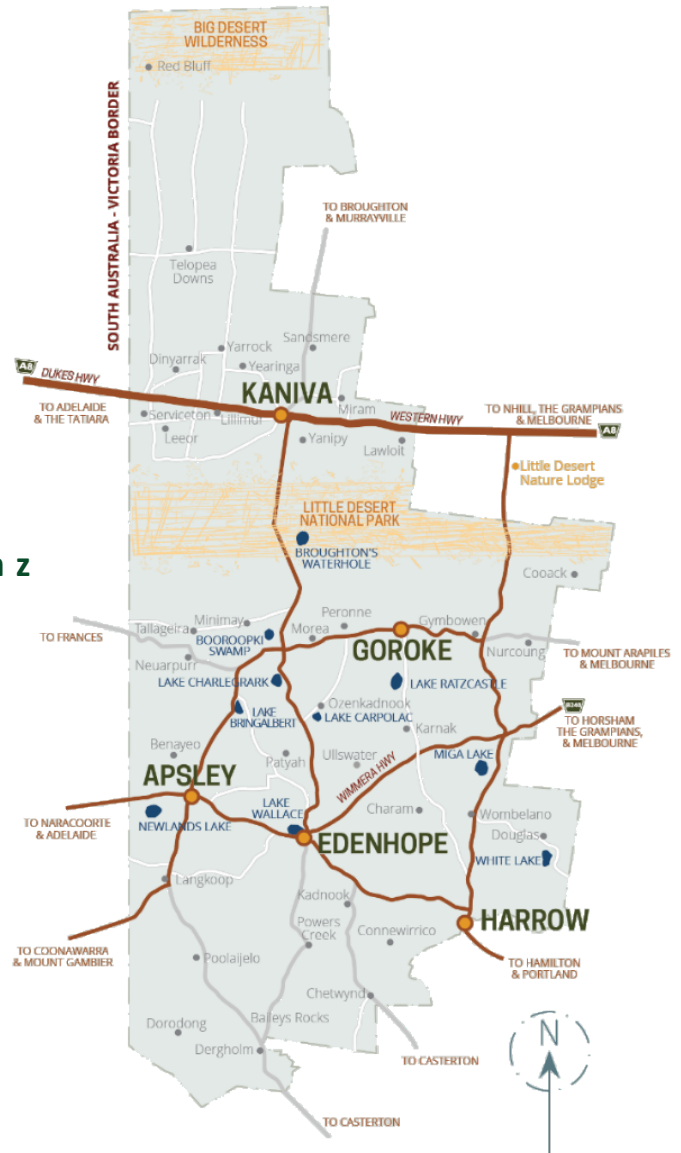 BIG DESERT
WILDERNESS
Red Bluff
SOUTH AUSTRALIA - VICTORIA BORDER
TO BROUGHTON
& MURRAYVILLE
Telopea
Downs
Sandsmere
Yarrock
Dinyarrak
Yearinga
A8
DUKES HWY
KANIVA
TO ADELAIDE
& THE TATIARA
Serviceton
Lillimur
Miram
WESTERN HWY
TO NHILL, THE GRAMPIANS
& MELBOURNE
A8
Leeor
Yanipy
Lawloit
Little Desert
Nature Lodge
LITTLE DESERT
NATIONAL PARK
BROUGHTON'S
WATERHOLE
n z
Cooack
TO FRANCES
Tallageira
Minimay
Peronne
Gymbowen
BOOROOPKI
SWAMP
Morea
GOROKE
Nurcoung
TO MOUNT ARAPILES
& MELBOURNE
Neuarpurr
LAKE CHARLEGRARK
LAKE RATZCASTLE
LAKE
BRINGALBERT
Ozenkadnook
LAKE CARPOLAC
Karnak
TO HORSHAM
THE GRAMPIANS,
& MELBOURNE
Benayeo
Patyah
Ullswater
WIMMERA HWY
MIGA LAKE
APSLEY
LAKE
WALLACE
Charam
Wombelano
TO NARACOORTE
& ADELAIDE
NEWLANDS LAKE
EDENHOPE
Douglas
WHITE LAKE
Langkoop
Kadnook
HARROW
Powers
Creek
Connewirrico
TO COONAWARRA
& MOUNT GAMBIER
Poolaijelo
TO HAMILTON
& PORTLAND
Chetwynd
Dorodong
Baileys Rocks
Dergholm
TO CASTERTON
N
TO CASTERTON